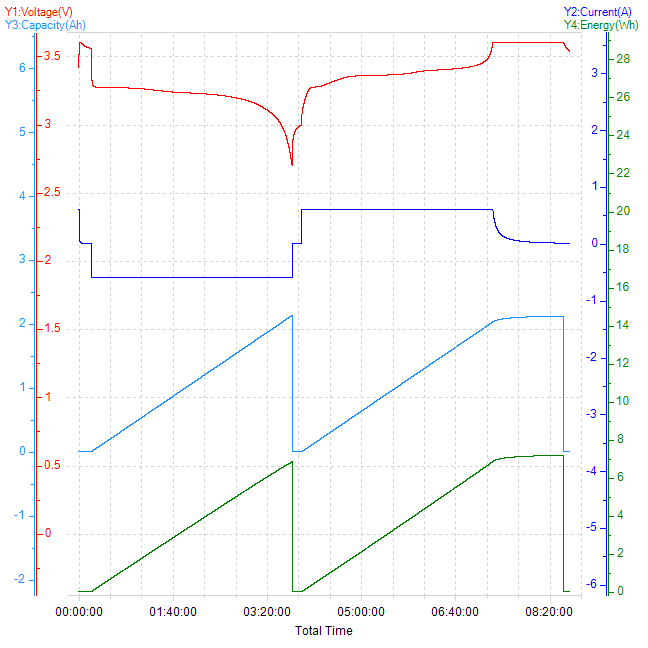 Y1:Voltage(V) Y2:Current(A)
Y3:Capacity(Ah) Y4:Energy(Wh)
6 3.5 3 28
5 3 2 26
4 2.5 1 24
3 2 0 22
2 1.5 -1 20
1 1 -2 18
0 0.5 -3 16
-1 0 -4 14
-2 -5 12
-6 10
8
6
4
2
0
00:00:00 01:40:00 03:20:00 05:00:00 06:40:00 08:20:00
Total Time